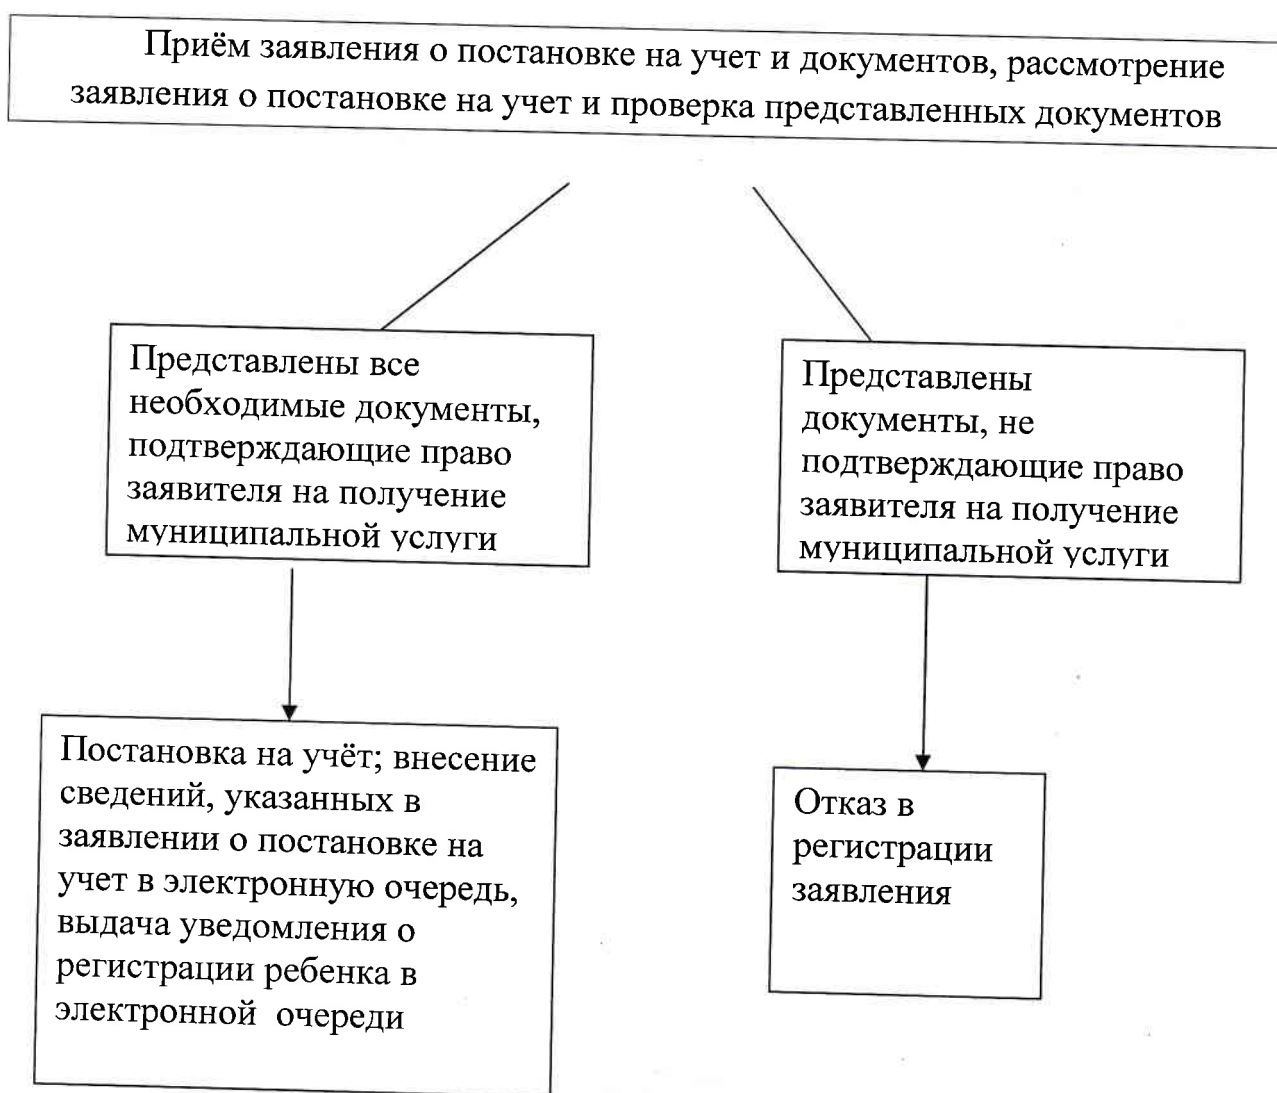 Приём заявления о постановке на учет и документов, рассмотрение
заявления о постановке на учет и проверка представленных документов
Представлены все
необходимые документы,
подтверждающие право
заявителя на получение
муниципальной услуги
Представлены
документы, не
подтверждающие право
заявителя на получение
муниципальной услуги
Постановка на учёт; внесение
сведений, указанных в
заявлении о постановке на
учет в электронную очередь,
выдача уведомления о
регистрации ребенка в
электронной очереди
Отказ в
регистрации
заявления